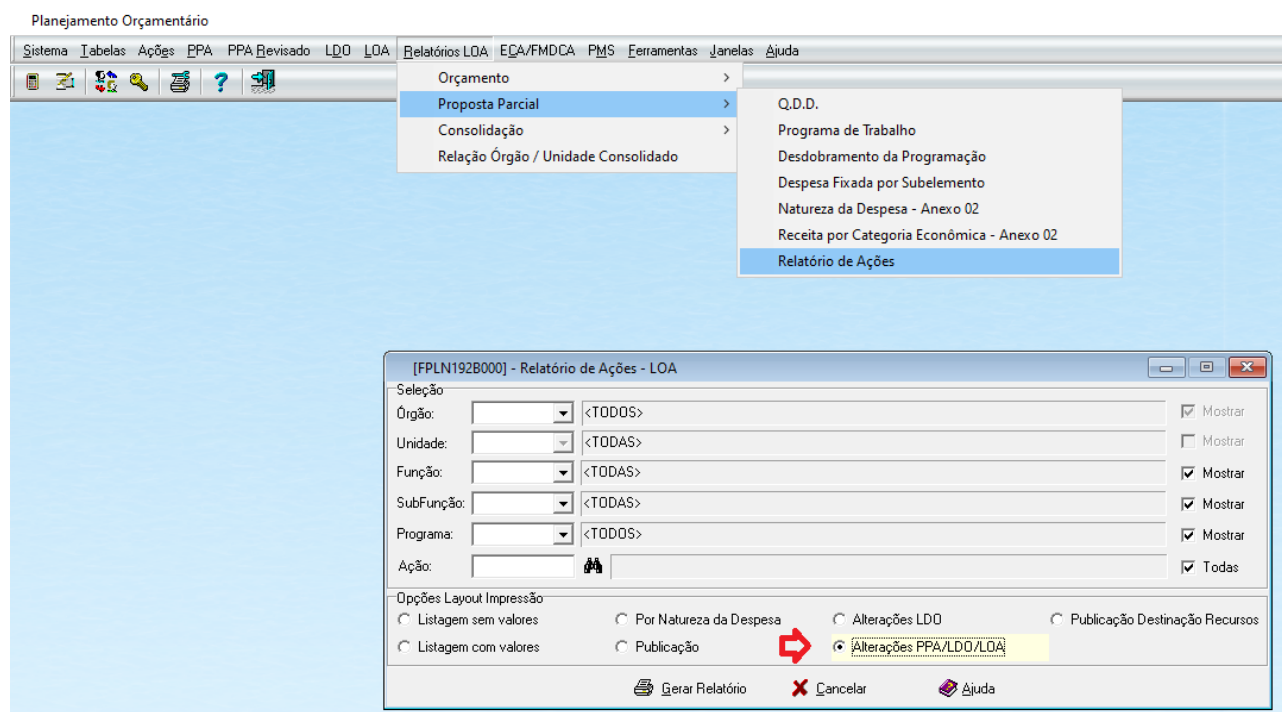 Planejamento Orçamentário
Sistema Tabelas Ações PPA PPA Revisado LDO LOA Relatórios LOA ECA/FMDCA PMS Ferramentas Janelas Ajuda
Orçamento
Proposta Parcial
Consolidação
Relação Órgão / Unidade Consolidado
Q.D.D.
Programa de Trabalho
Desdobramento da Programação
Despesa Fixada por Subelemento
Natureza da Despesa - Anexo 02
Receita por Categoria Econômica - Anexo 02
Relatório de Ações
[FPLN192B000] - Relatório de Ações - LOA
Seleção
Órgão: <TODOS> Mostrar
Unidade: <TODAS> Mostrar
Função: <TODAS> Mostrar
SubFunção: <TODAS> Mostrar
Programa: <TODOS> Mostrar
Ação: Todas
Opções Layout Impressão
Listagem sem valores Por Natureza da Despesa Alterações LDO Publicação Destinação Recursos
Listagem com valores Publicação Alterações PPA/LDO/LOA
Gerar Relatório Cancelar Ajuda